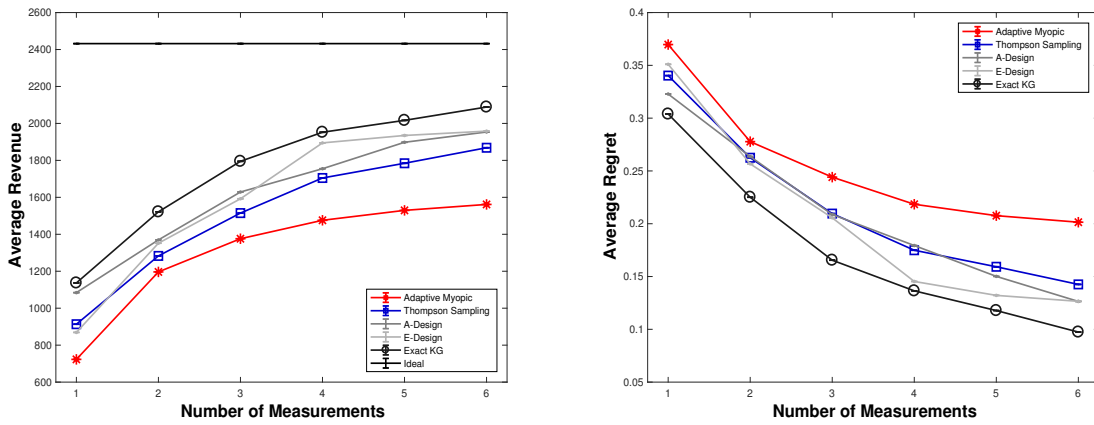 2600
2400
2200
2000
1800
1600
1400
1200
1000
800
600
Average Revenue
1 2 3 4 5 6
Number of Measurements
Adaptive Myopic
Thompson Sampling
A-Design
E-Design
Exact KG
Ideal
0.4
0.35
0.3
0.25
0.2
0.15
0.1
0.05
Average Regret
1 2 3 4 5 6
Number of Measurements
Adaptive Myopic
Thompson Sampling
A-Design
E-Design
Exact KG